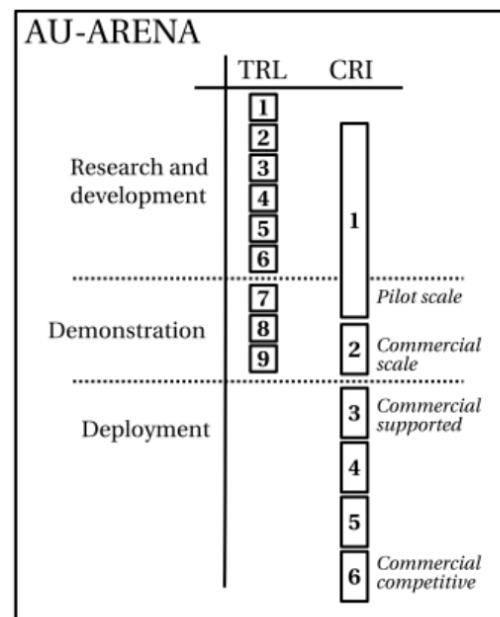 AU-ARENA
TRL CRI
1
2
Research and
development
3
4
5
6
1
7
Pilot scale
Demonstration
8
9
2
Commercial
scale
Deployment
3
Commercial
supported
4
5
6
Commercial
competitive